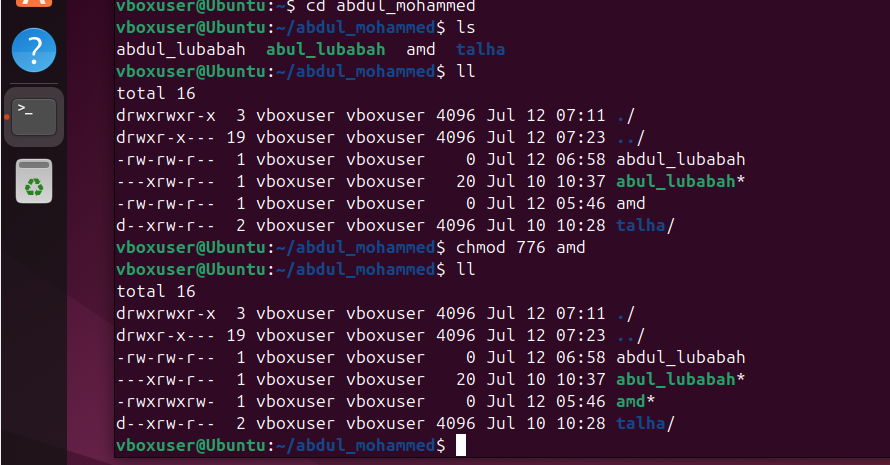 vboxuser@Ubuntu:~$ cd abdul_mohammed
vboxuser@Ubuntu:~/abdul_mohammed$ ls
abdul_lubabah  abul_lubabah  amd  talha
vboxuser@Ubuntu:~/abdul_mohammed$ ll
total 16
drwxrwxr-x  3 vboxuser vboxuser 4096 Jul 12 07:11 ./
drwxr-x--- 19 vboxuser vboxuser 4096 Jul 12 07:23 ../
-rw-rw-r--  1 vboxuser vboxuser    0 Jul 12 06:58 abdul_lubabah
---xrw-r--  1 vboxuser vboxuser   20 Jul 10 10:37 abul_lubabah*
-rw-rw-r--  1 vboxuser vboxuser    0 Jul 12 05:46 amd
d--xrw-r--  2 vboxuser vboxuser 4096 Jul 10 10:28 talha/
vboxuser@Ubuntu:~/abdul_mohammed$ chmod 776 amd
vboxuser@Ubuntu:~/abdul_mohammed$ ll
total 16
drwxrwxr-x  3 vboxuser vboxuser 4096 Jul 12 07:11 ./
drwxr-x--- 19 vboxuser vboxuser 4096 Jul 12 07:23 ../
-rw-rw-r--  1 vboxuser vboxuser    0 Jul 12 06:58 abdul_lubabah
---xrw-r--  1 vboxuser vboxuser   20 Jul 10 10:37 abul_lubabah*
-rwxrwxrw-  1 vboxuser vboxuser    0 Jul 12 05:46 amd*
d--xrw-r--  2 vboxuser vboxuser 4096 Jul 10 10:28 talha/
vboxuser@Ubuntu:~/abdul_mohammed$